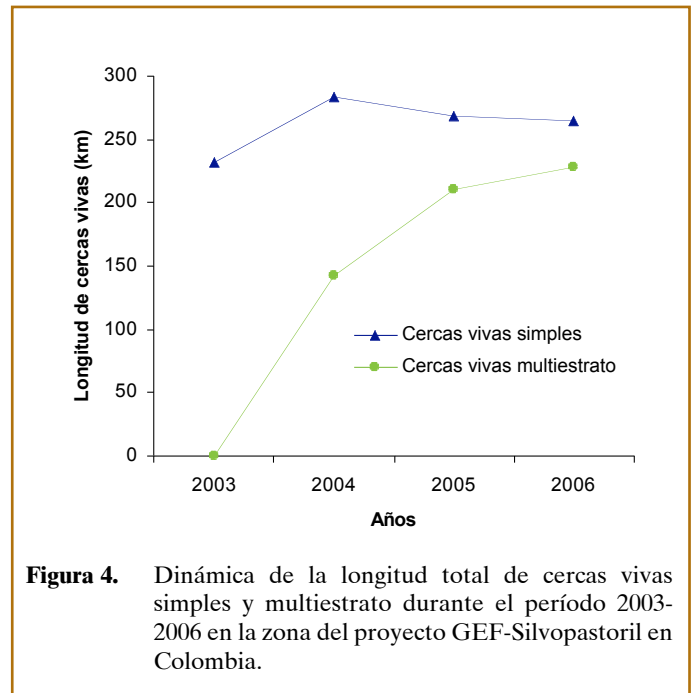 300
250
200
150
100
50
0
Longitud de cercas vivas (km)
Cercas vivas simples
Cercas vivas multiestrato
2003 2004 2005 2006
Años
Figura 4. Dinámica de la longitud total de cercas vivas
simples y multiestrato durante el período 2003-
2006 en la zona del proyecto GEF-Silvopastoril en
Colombia.